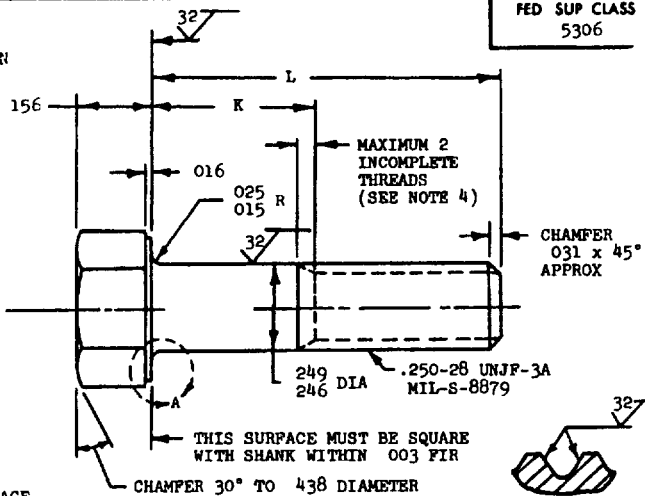 32
FED SUP CLASS
5306
N
L
156
K
MAXIMUM 2
INCOMPLETE
THREADS
(SEE NOTE 4)
016
025
015 R
32
CHAMFER
031 x 45°
APPROX
249
246 DIA
.250-28 UNJF-3A
MIL-S-8879
A
32
THIS SURFACE MUST BE SQUARE
WITH SHANK WITHIN 003 FIR
CHAMFER 30° TO 438 DIAMETER
ACE